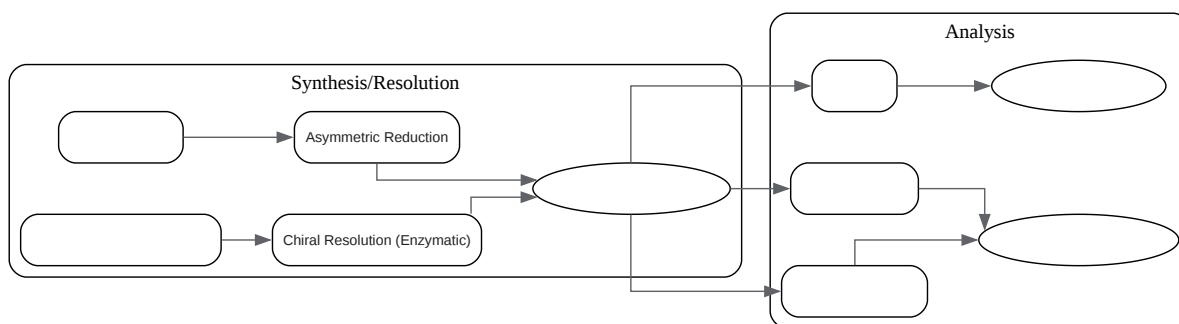 Analysis
Synthesis/Resolution
Asymmetric Reduction
Chiral Resolution (Enzymatic)